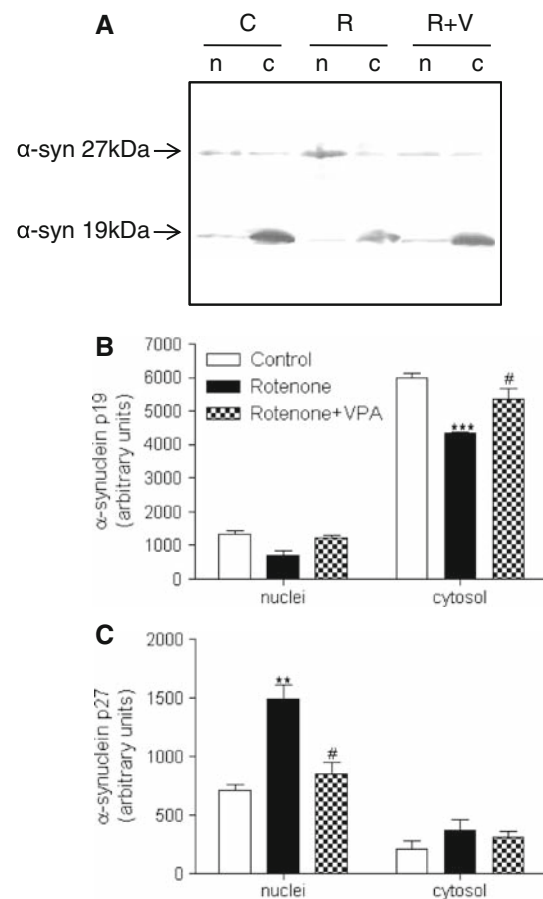 A
C R R+V
n c n c n c
α-syn 27kDa
α-syn 19kDa
B
α-synuclein p19
(arbitrary units)
7000
6000
5000
4000
3000
2000
1000
0
Control
Rotenone
Rotenone+VPA
***
#
nuclei cytosol
C
α-synuclein p27
(arbitrary units)
2000
1500
1000
500
0
**
#
nuclei cytosol